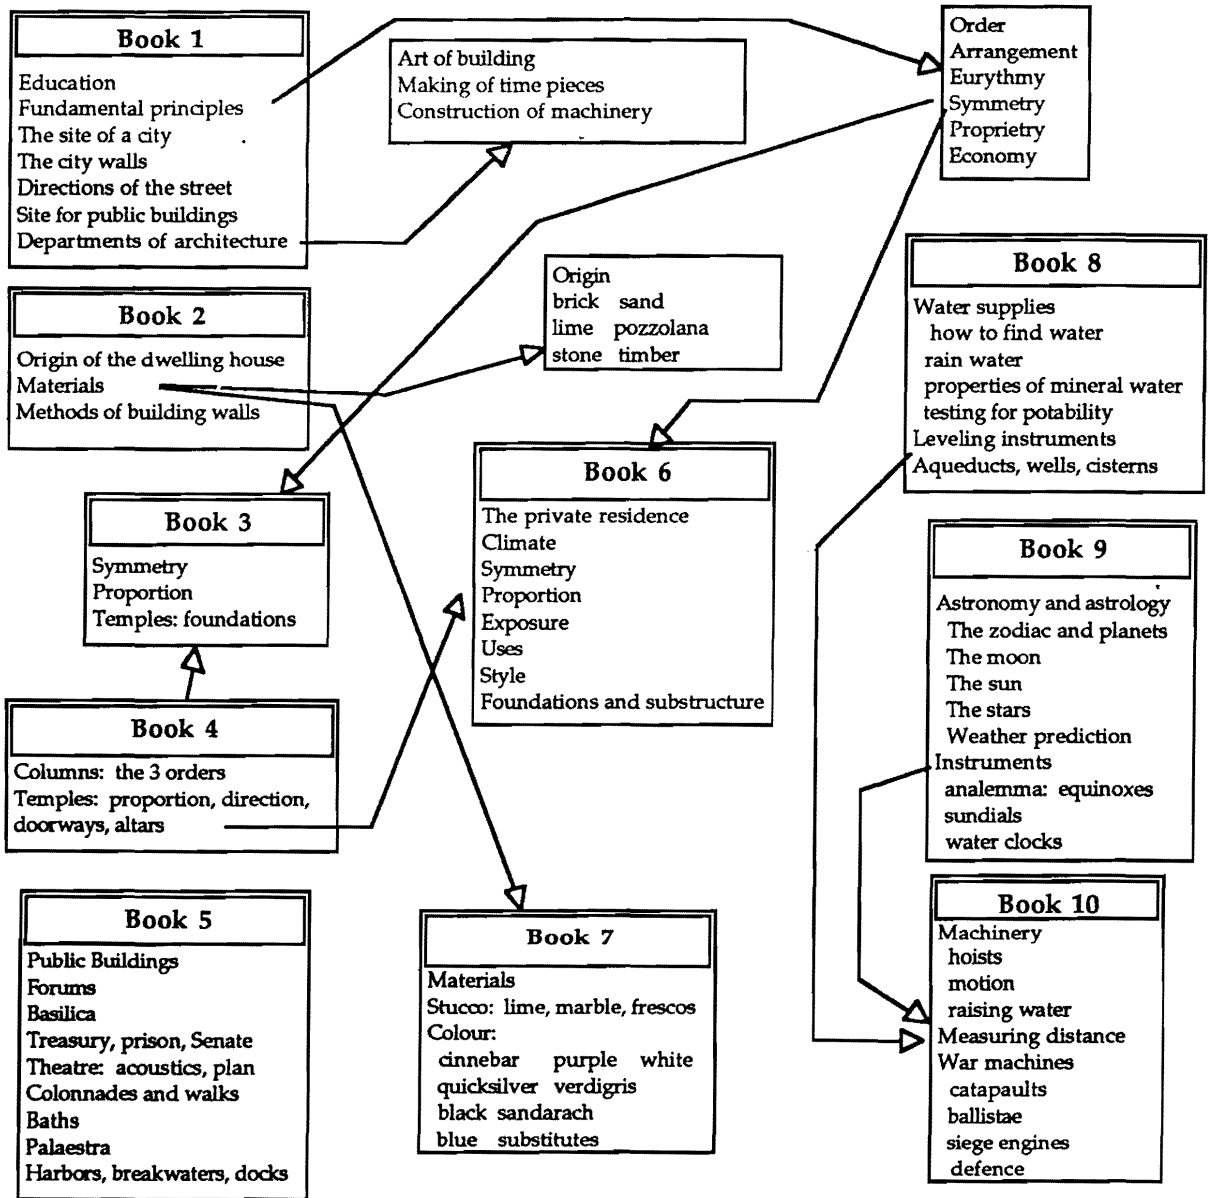 Book 1
Education
Fundamental principles
The site of a city
The city walls
Directions of the street
Site for public buildings
Departments of architecture
Art of building
Making of time pieces
Construction of machinery
Order
Arrangement
Eurythmy
Symmetry
Proprietry
Economy
Book 2
Origin of the dwelling house
Materials
Methods of building walls
Origin
brick sand
lime pozzolana
stone timber
Book 8
Water supplies
how to find water
rain water
properties of mineral water
testing for potability
Leveling instruments
Aqueducts, wells, cisterns
Book 3
Symmetry
Proportion
Temples: foundations
Book 6
The private residence
Climate
Symmetry
Proportion
Exposure
Uses
Style
Foundations and substructure
Book 9
Astronomy and astrology
The zodiac and planets
The moon
The sun
The stars
Weather prediction
Instruments
analemma: equinoxes
sundials
water clocks
Book 4
Columns: the 3 orders
Temples: proportion, direction,
doorways, altars
Book 5
Public Buildings
Forums
Basilica
Treasury, prison, Senate
Theatre: acoustics, plan
Colonnades and walks
Baths
Palaestra
Harbors, breakwaters, docks
Book 7
Materials
Stucco: lime, marble, frescos
Colour:
cinnebar purple white
quicksilver verdigris
black sandarach
blue substitutes
Book 10
Machinery
hoists
motion
raising water
Measuring distance
War machines
catapaults
ballistae
siege engines
defence